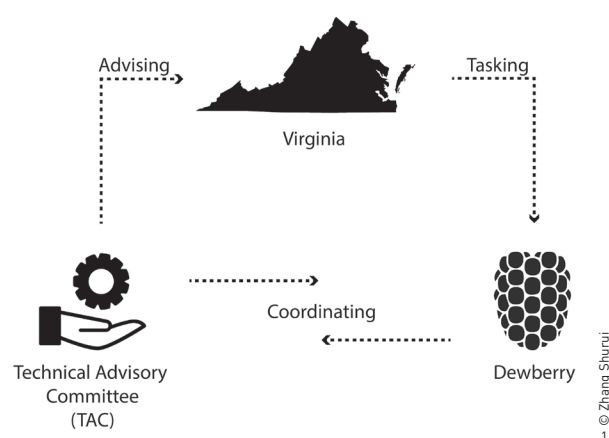 Advising
Tasking
Virginia
Coordinating
Technical Advisory
Committee
(TAC)
Dewberry
© Zhang Shurui
1